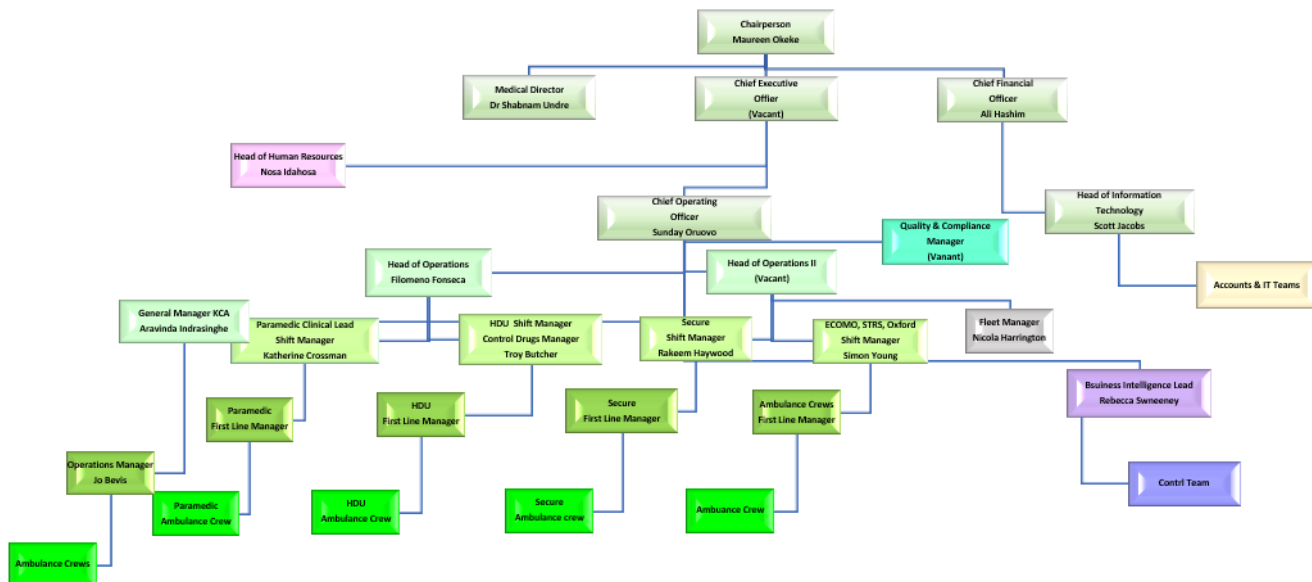 Chairperson
Maureen Okeke
Medical Director
Dr Shabnam Undre
Chief Executive
Offier
(Vacant)
Chief Financial
Officer
Ali Hashim
Head of Human Resources
Nosa Idahosa
Chief Operating
Officer
Sunday Oruovo
Head of Information
Technology
Scott Jacobs
Quality & Compliance
Manager
(Vanant)
Head of Operations
Filomeno Fonseca
Head of Operations II
(Vacant)
Accounts & IT Teams
General Manager KCA
Aravinda Indrasinghe
Paramedic Clinical Lead
Shift Manager
Katherine Crossman
HDU Shift Manager
Control Drugs Manager
Troy Butcher
Secure
Shift Manager
Rakeem Haywood
ECOMO, STRS, Oxford
Shift Manager
Simon Young
Fleet Manager
Nicola Harrington
Bsuiness Intelligence Lead
Rebecca Swneeney
Paramedic
First Line Manager
HDU
First Line Manager
Secure
First Line Manager
Ambulance Crews
First Line Manager
Operations Manager
Jo Bevis
Contrl Team
Paramedic
Ambulance Crew
HDU
Ambulance Crew
Secure
Ambulance crew
Ambuance Crew
Ambulance Crews